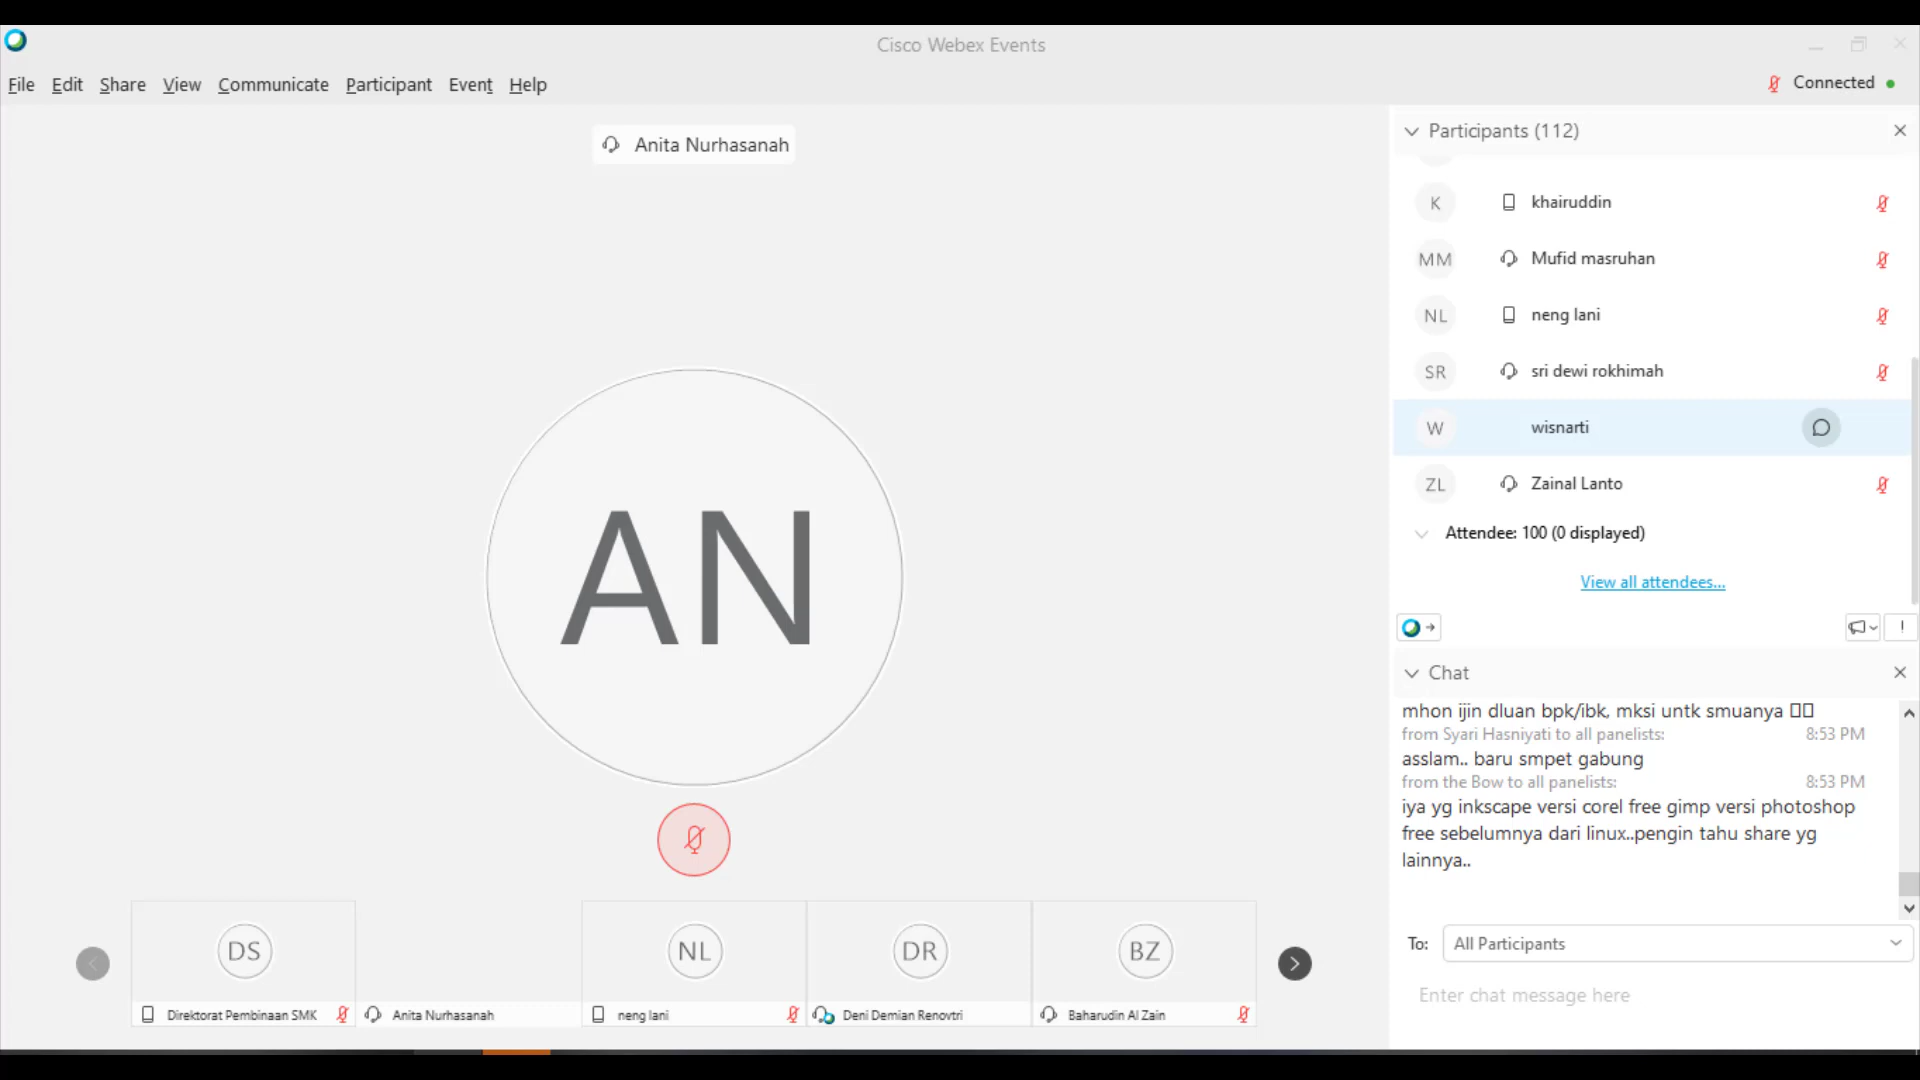 Cisco Webex Events
File Edit Share View Communicate Participant Event Help
Connected
Anita Nurhasanah
AN
DS
Direktorat Pembinaan SMK
Anita Nurhasanah
NL
neng lani
DR
Deni Demian Renovtri
BZ
Baharudin Al Zain
Participants (112)
K khairuddin
MM Mufid masruhan
NL neng lani
SR sri dewi rokhimah
W wisnarti
ZL Zainal Lanto
Attendee: 100 (0 displayed)
View all attendees...
Chat
mhon ijin dluan bpk/ibk, mksi untk smuanya
from Syari Hasniyati to all panelists: 8:53 PM
asslam.. baru smpet gabung
from the Bow to all panelists: 8:53 PM
iya yg inkscape versi corel free gimp versi photoshop
free sebelumnya dari linux..pengin tahu share yg
lainnya..
To: All Participants
Enter chat message here